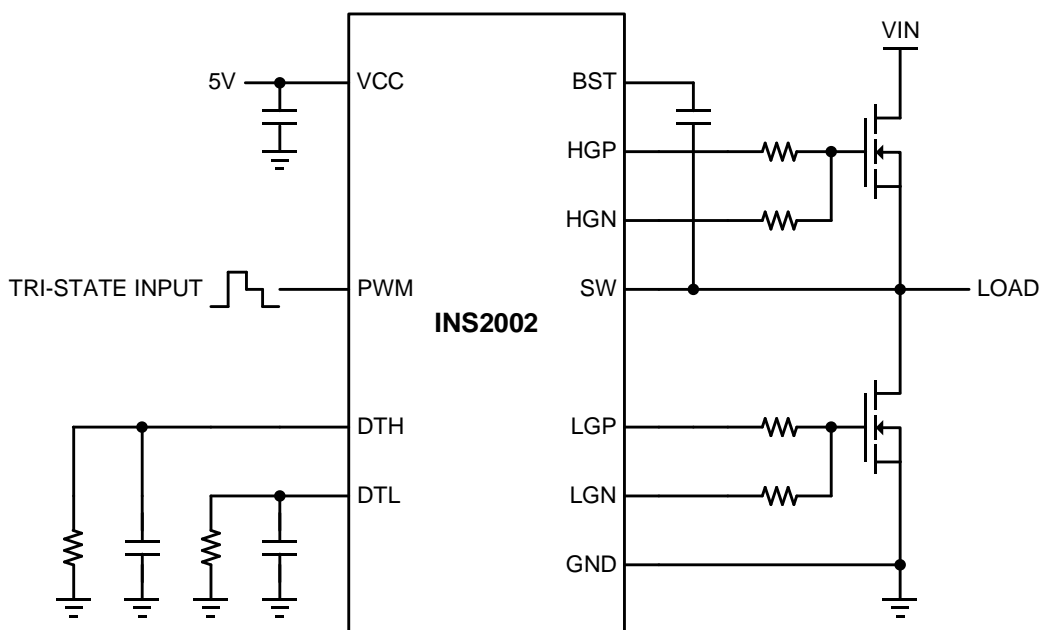 VIN
5V
VCC
BST
HGP
HGN
TRI-STATE INPUT
PWM
SW
LOAD
INS2002
DTH
LGP
DTL
LGN
GND